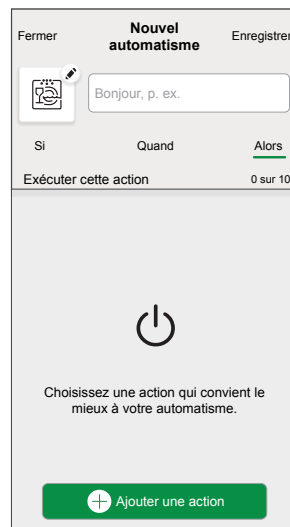 Fermer
Nouvel
automatisme
Enregistrer
Bonjour, p. ex.
Si
Quand
Alors
Exécuter cette action
0 sur 10
Choisissez une action qui convient le
mieux à votre automatisme.
Ajouter une action